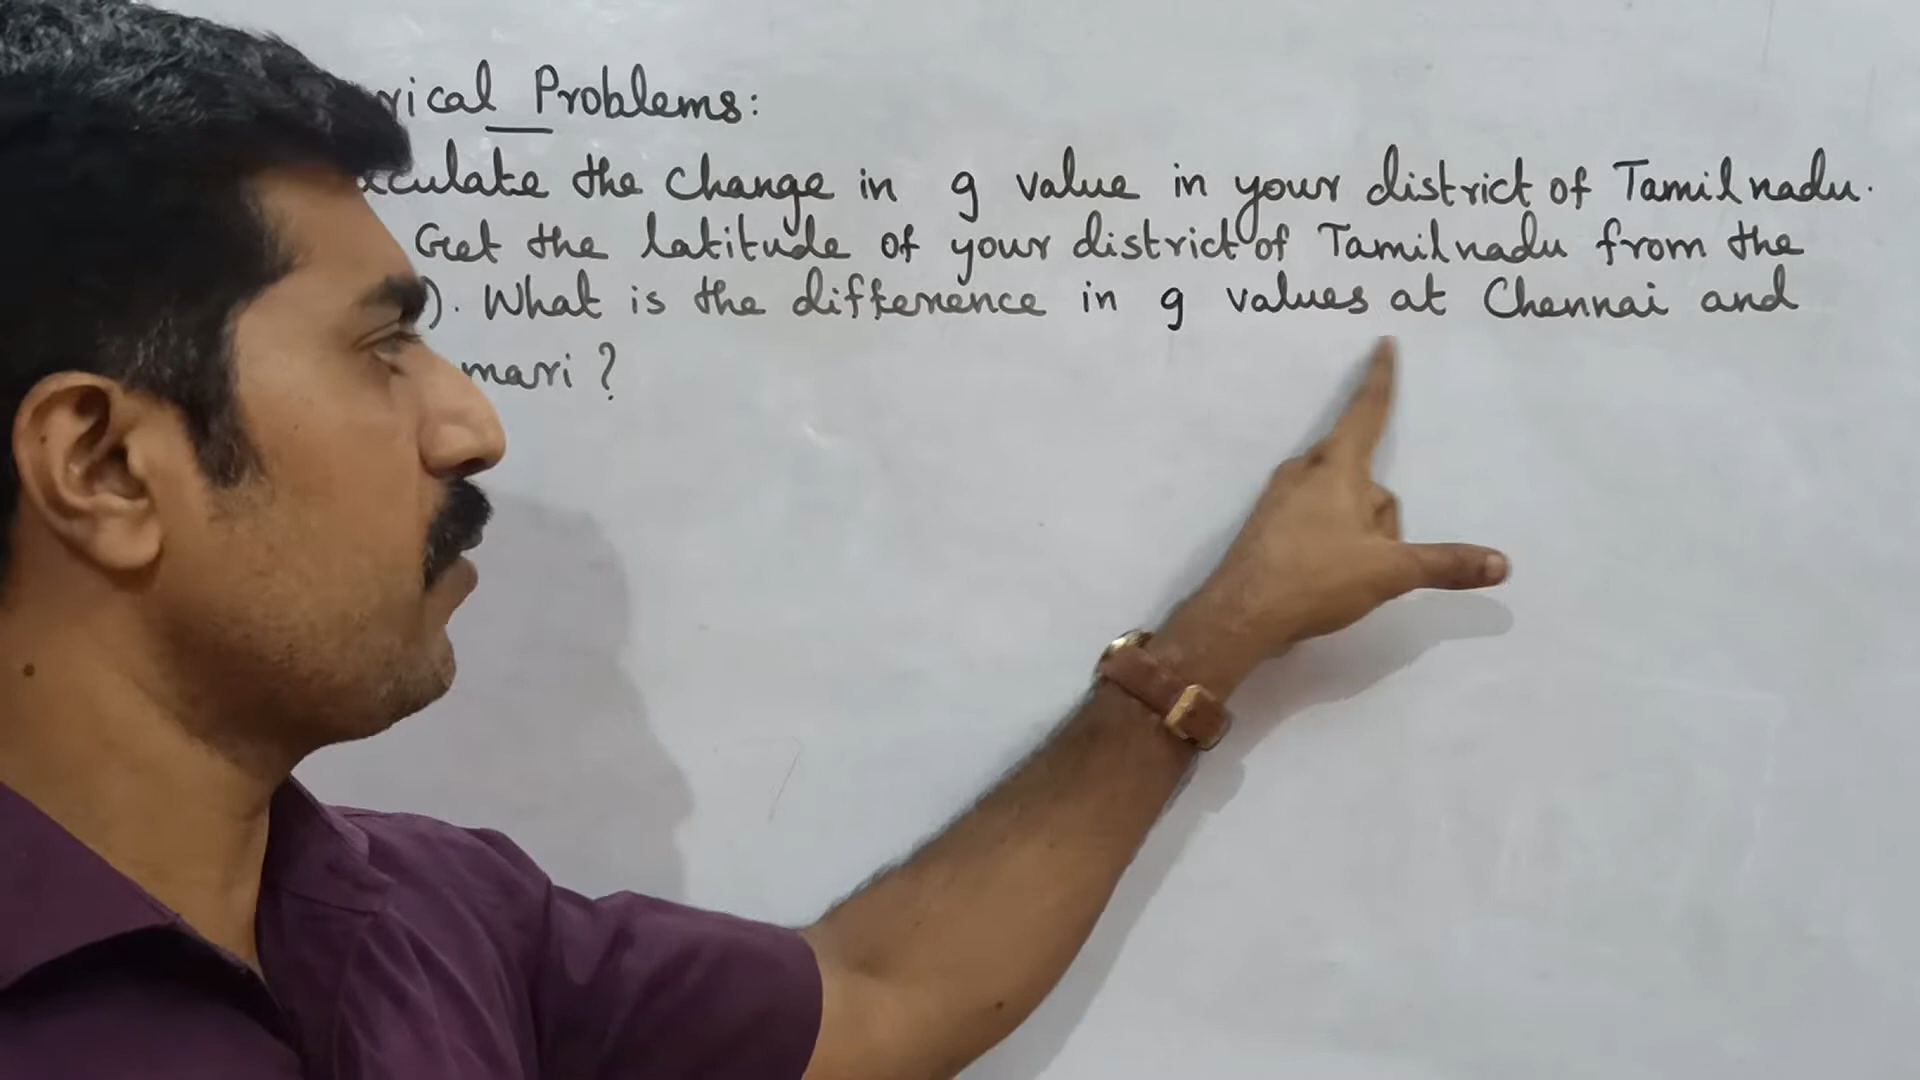 rical Problems:
culate the change in g value in your district of Tamilnadu.
Get the latitude of your district of Tamilnadu from the
). What is the difference in g values at Chennai and
mari ?